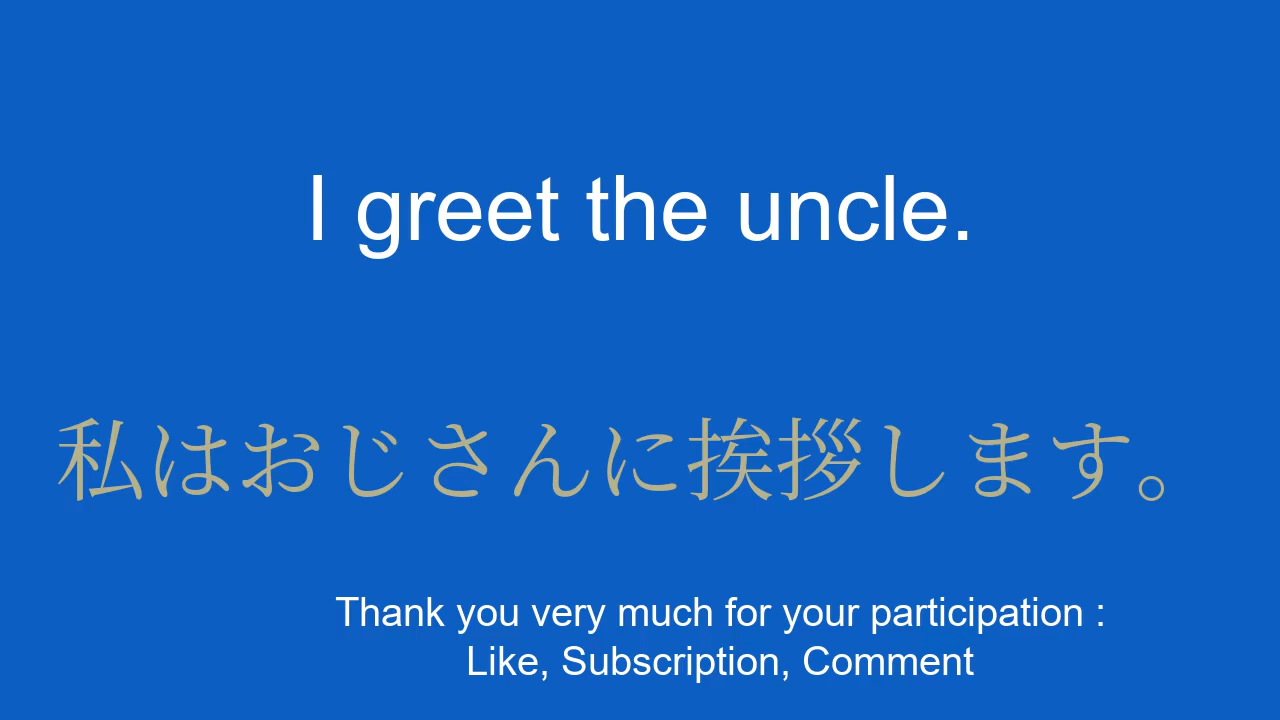 I greet the uncle.
私はおじさんに挨拶します。
Thank you very much for your participation :
Like, Subscription, Comment